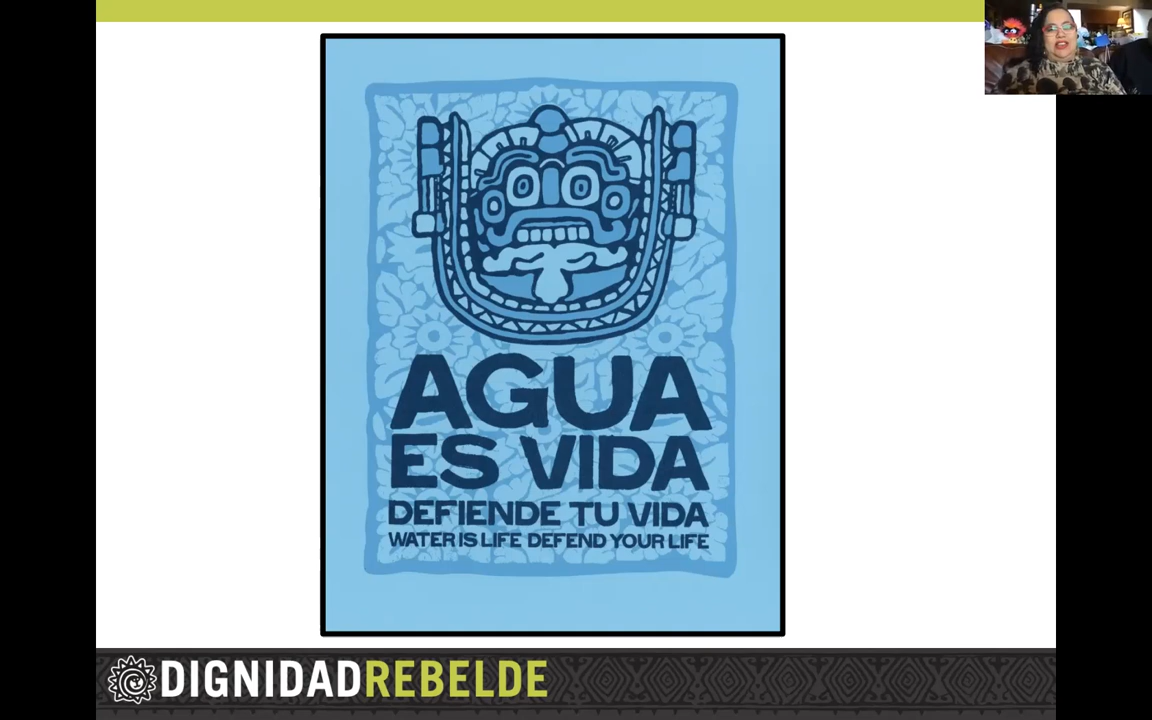 AGUA
ES VIDA
DEFIENDE TU VIDA
WATER IS LIFE DEFEND YOUR LIFE
DIGNIDADREBELDE